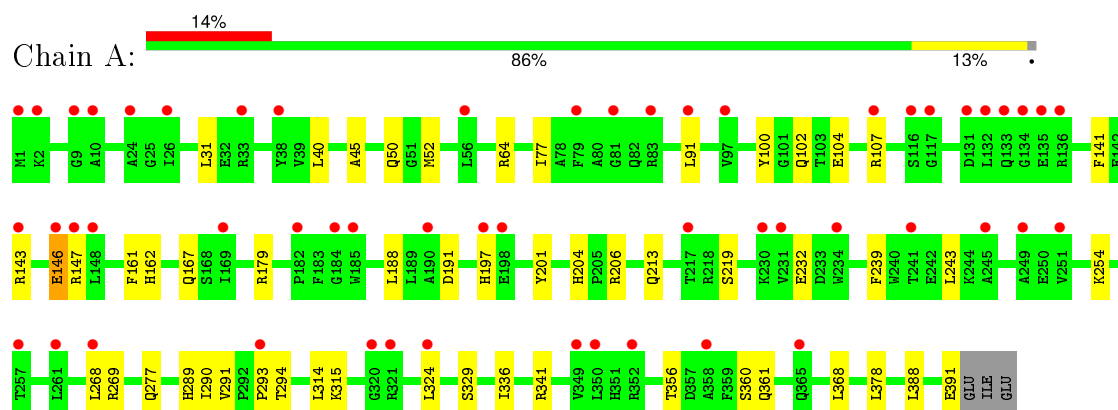 14%
Chain A:
86% 13% •
M1 K2 G9 A10 A24 G25 I26 L31 E32 R33 Y38 V39 L40 A45 Q50 G51 M52 L56 R64 I77 A78 F79 A80 G81 Q82 R83 L91 V97 Y100 G101 Q102 T103 E104 R107 S116 G117 D131 L132 Q133 G134 E135 R136 F141
R143 E146 R147 L148 F161 H162 Q167 S168 I169 R179 P182 F183 G184 W185 L188 L189 A190 D191 H197 E198 Y201 H204 P205 R206 Q213 T217 R218 S219 K230 V231 E232 D233 W234 F239 W240 T241 E242 L243 K244 A245 A249 E250 V251 K254
T257 L261 L268 R269 Q277 H289 I290 V291 P292 P293 T294 L314 K315 G320 R321 L324 S329 I336 R341 V349 L350 H351 R352 T356 D357 A358 F359 S360 Q361 Q365 L368 L378 L388 E391 GLU ILE GLU